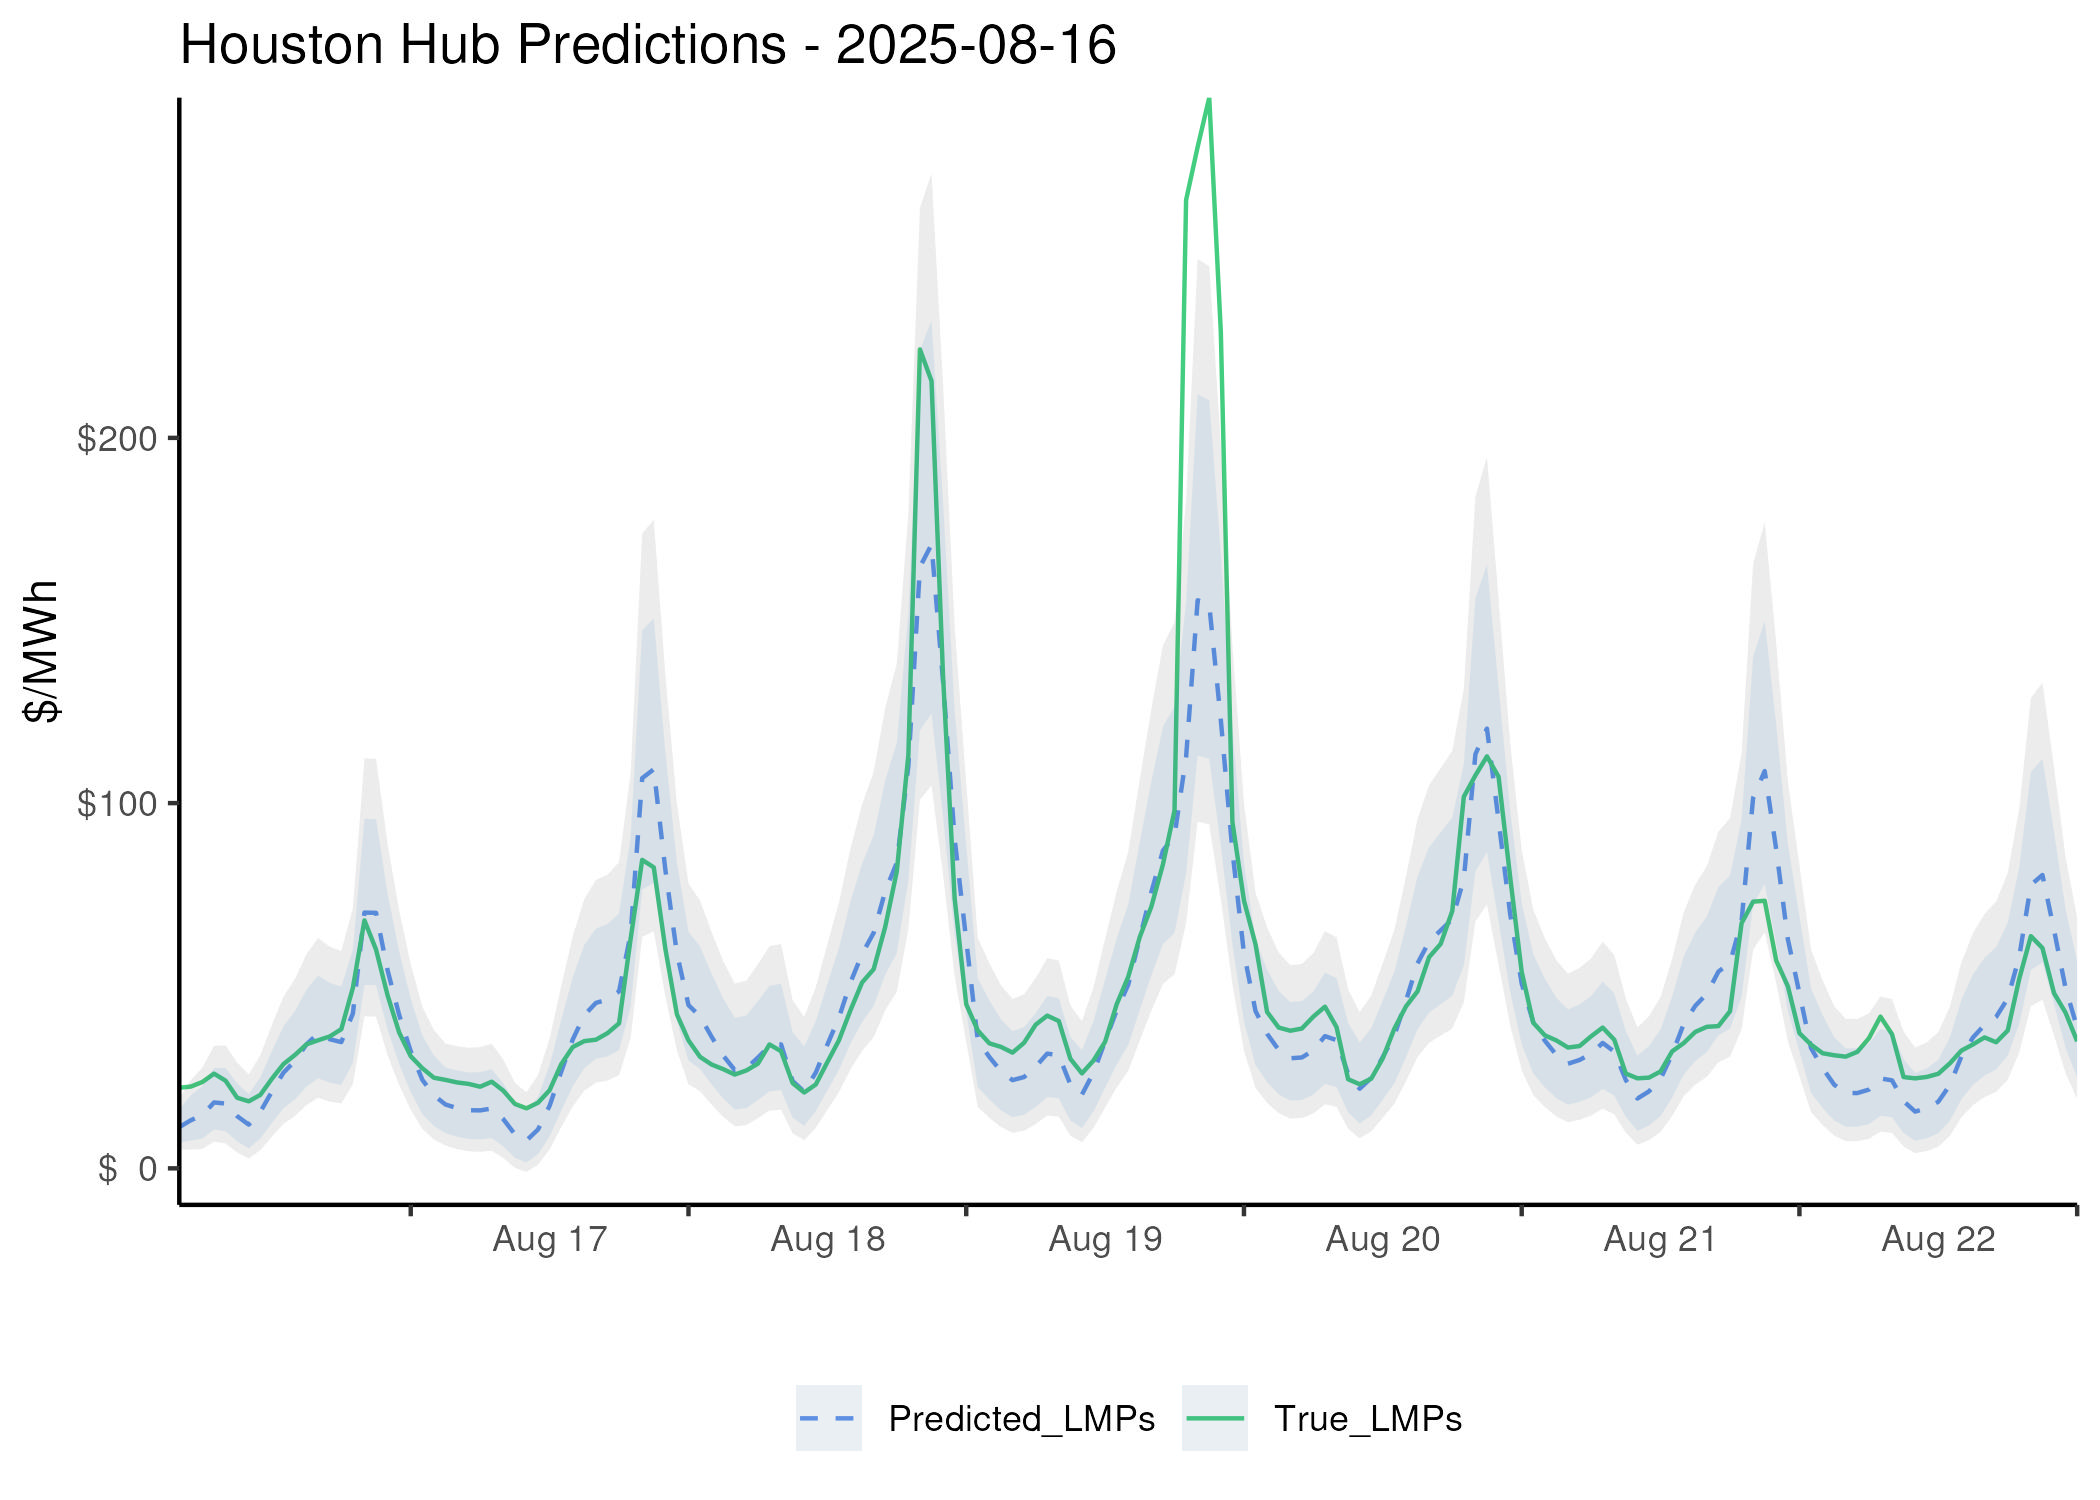 Houston Hub Predictions - 2025-08-16
$/MWh
$200
$100
$ 0
Aug 17 Aug 18 Aug 19 Aug 20 Aug 21 Aug 22
Predicted_LMPs True_LMPs